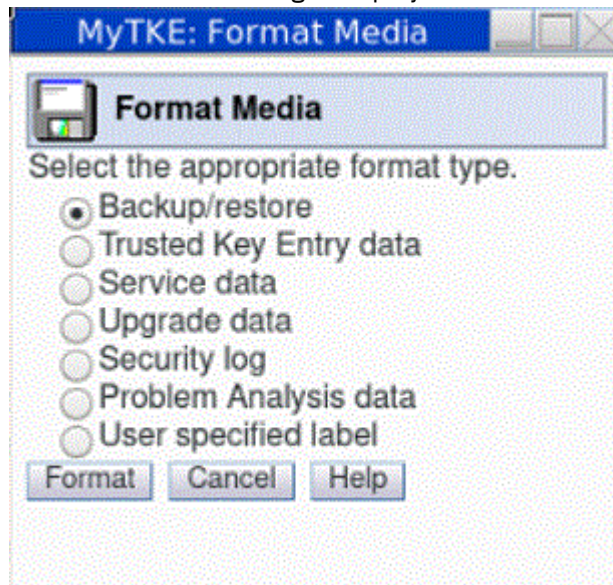 MyTKE: Format Media
Format Media
Select the appropriate format type.
Backup/restore
Trusted Key Entry data
Service data
Upgrade data
Security log
Problem Analysis data
User specified label
Format Cancel Help